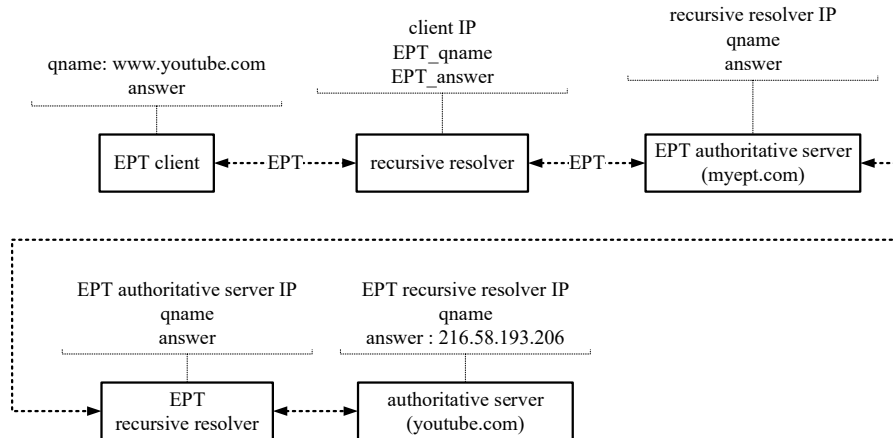 qname: www.youtube.com
answer
client IP
EPT_qname
EPT_answer
recursive resolver IP
qname
answer
EPT client
EPT
recursive resolver
EPT
EPT authoritative server
(myept.com)
EPT authoritative server IP
qname
answer
EPT recursive resolver IP
qname
answer : 216.58.193.206
EPT
recursive resolver
authoritative server
(youtube.com)